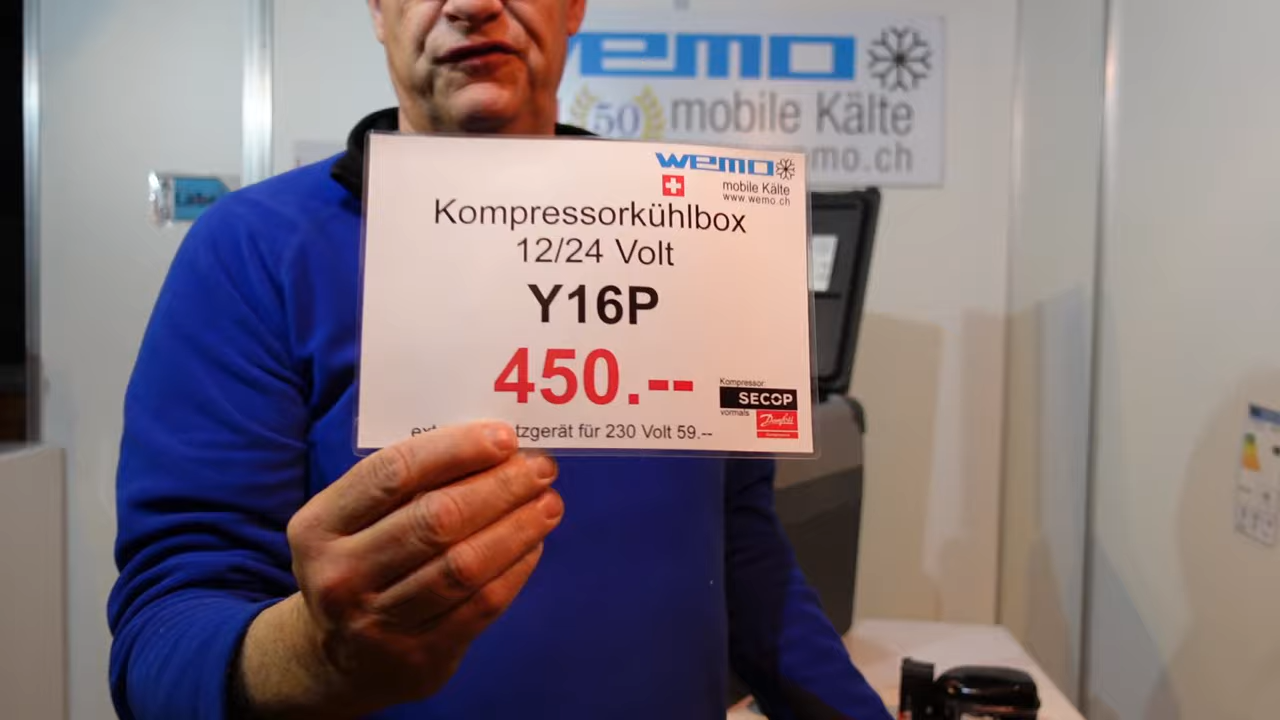 wemo
50 mobile Kälte
mo.ch
wemo
mobile Kälte
www.wemo.ch
Kompressorkühlbox
12/24 Volt
Y16P
450.--
Kompressor:
SECOP
vormals
Danfoss
für 230 Volt 59.--